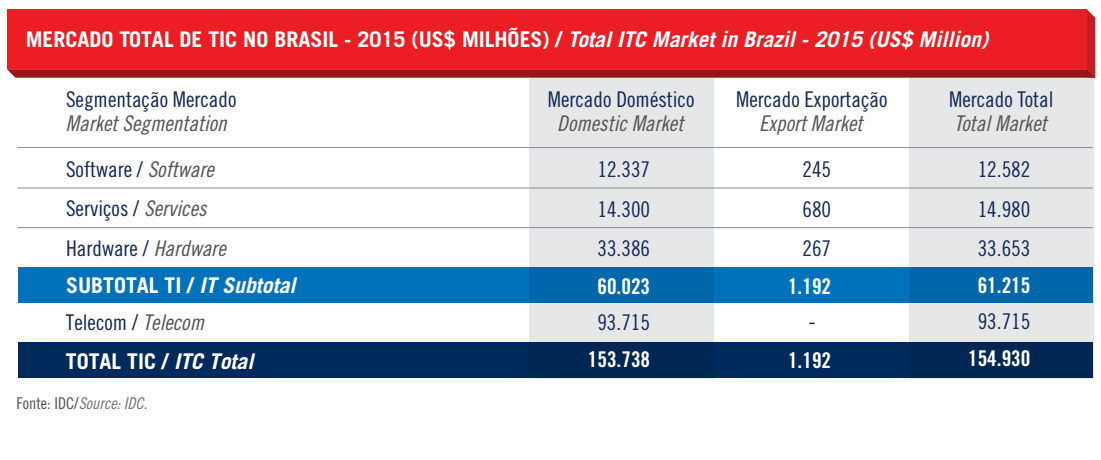 MERCADO TOTAL DE TIC NO BRASIL - 2015 (US$ MILHÕES) / Total ITC Market in Brazil - 2015 (US$ Million)
Segmentação Mercado Mercado Doméstico Mercado Exportação Mercado Total
Market Segmentation Domestic Market Export Market Total Market
Software / Software 12.337 245 12.582
Serviços / Services 14.300 680 14.980
Hardware / Hardware 33.386 267 33.653
SUBTOTAL TI / IT Subtotal 60.023 1.192 61.215
Telecom / Telecom 93.715 - 93.715
TOTAL TIC / ITC Total 153.738 1.192 154.930
Fonte: IDC/Source: IDC.